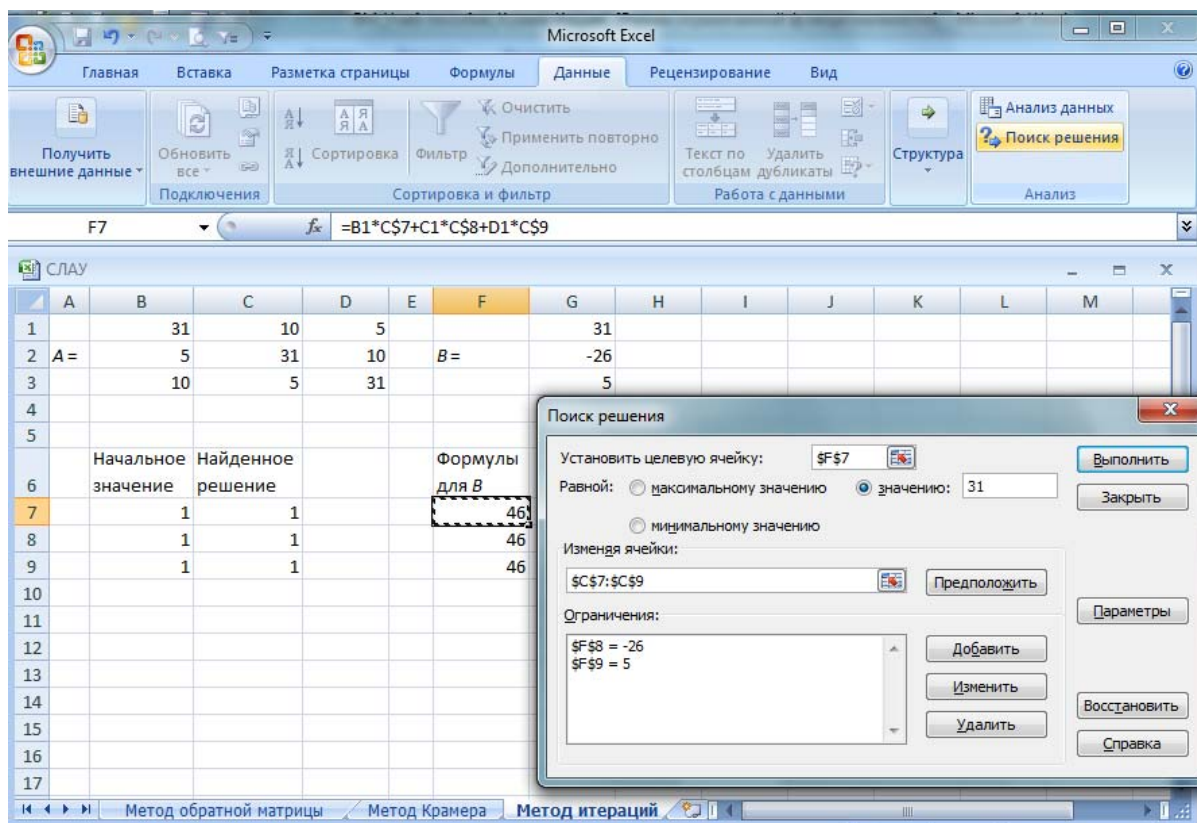 Microsoft Excel
Главная Вставка Разметка страницы Формулы Данные Рецензирование Вид
Получить внешние данные
Обновить все
Подключения
Сортировка
Фильтр
Очистить
Применить повторно
Дополнительно
Сортировка и фильтр
Текст по столбцам
Удалить дубликаты
Работа с данными
Структура
Анализ данных
Поиск решения
Анализ
F7 fx =B1*C$7+C1*C$8+D1*C$9
СЛАУ
A B C D E F G H I J K L M
1 31 10 5 31
2 A = 5 31 10 B = -26
3 10 5 31 5
4
5
6 Начальное значение Найденное решение Формулы для B
7 1 1 46
8 1 1 46
9 1 1 46
10
11
12
13
14
15
16
17
Поиск решения
Установить целевую ячейку: $F$7 Выполнить
Равной: максимальному значению значению: 31 Закрыть
минимальному значению
Изменяя ячейки:
$C$7:$C$9 Предположить
Ограничения: Параметры
$F$8 = -26 Добавить
$F$9 = 5
Изменить
Восстановить
Удалить
Справка
Метод обратной матрицы Метод Крамера Метод итераций